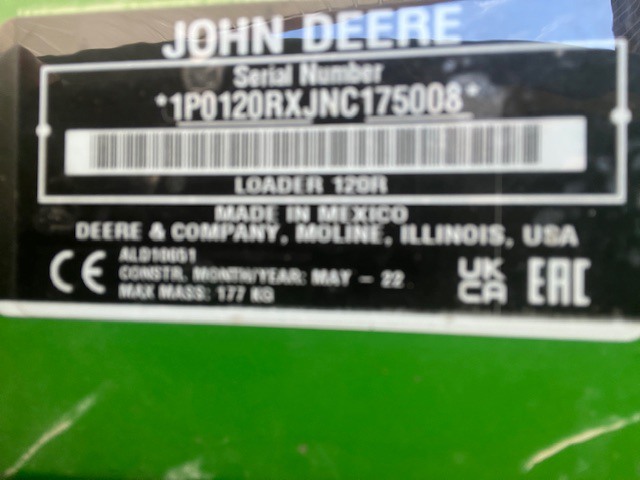 JOHN DEERE
Serial Number
*1P0120RXJNC175008*
LOADER 120R
MADE IN MEXICO
DEERE & COMPANY, MOLINE, ILLINOIS, USA
CE
ALD10051
CONSTR. MONTH/YEAR: MAY - 22
MAX MASS: 177 KG
UK
CA
EAC